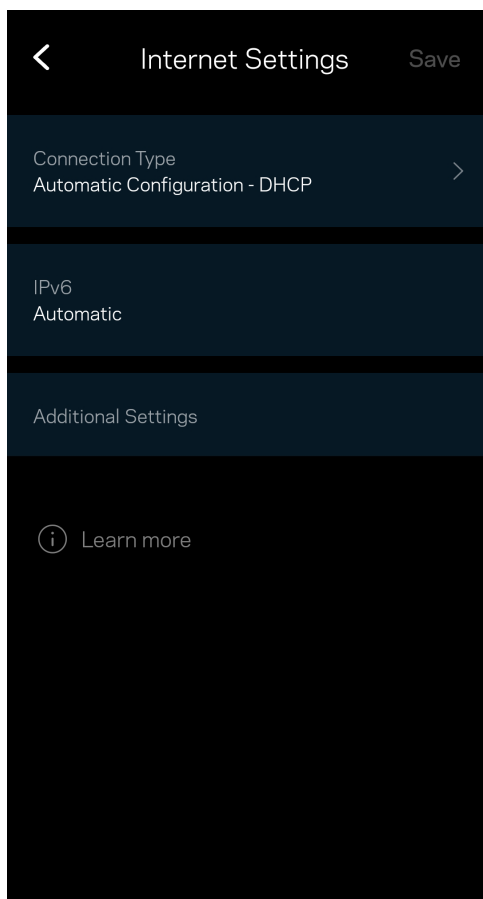 Internet Settings
Save
Connection Type
Automatic Configuration - DHCP
IPv6
Automatic
Additional Settings
Learn more